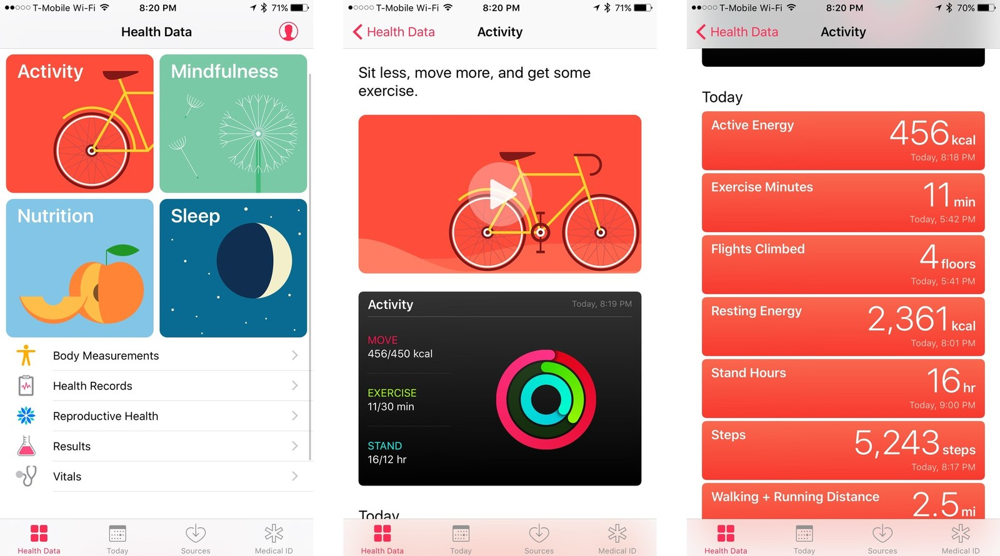 T-Mobile Wi-Fi 8:20 PM 71%
Health Data
Activity
Mindfulness
Nutrition
Sleep
Body Measurements
Health Records
Reproductive Health
Results
Vitals
Health Data Today Sources Medical ID
T-Mobile Wi-Fi 8:20 PM 71%
Health Data Activity
Sit less, move more, and get some
exercise.
Activity Today, 8:19 PM
MOVE
456/450 kcal
EXERCISE
11/30 min
STAND
16/12 hr
Today
Health Data Today Sources Medical ID
T-Mobile Wi-Fi 8:20 PM 70%
Health Data Activity
Today
Active Energy 456 kcal
Today, 8:18 PM
Exercise Minutes 11 min
Today, 5:42 PM
Flights Climbed 4 floors
Today, 5:41 PM
Resting Energy 2,361 kcal
Today, 8:01 PM
Stand Hours 16 hr
Today, 9:00 PM
Steps 5,243 steps
Today, 8:17 PM
Walking + Running Distance 2.5 mi
Health Data Today Sources Medical ID